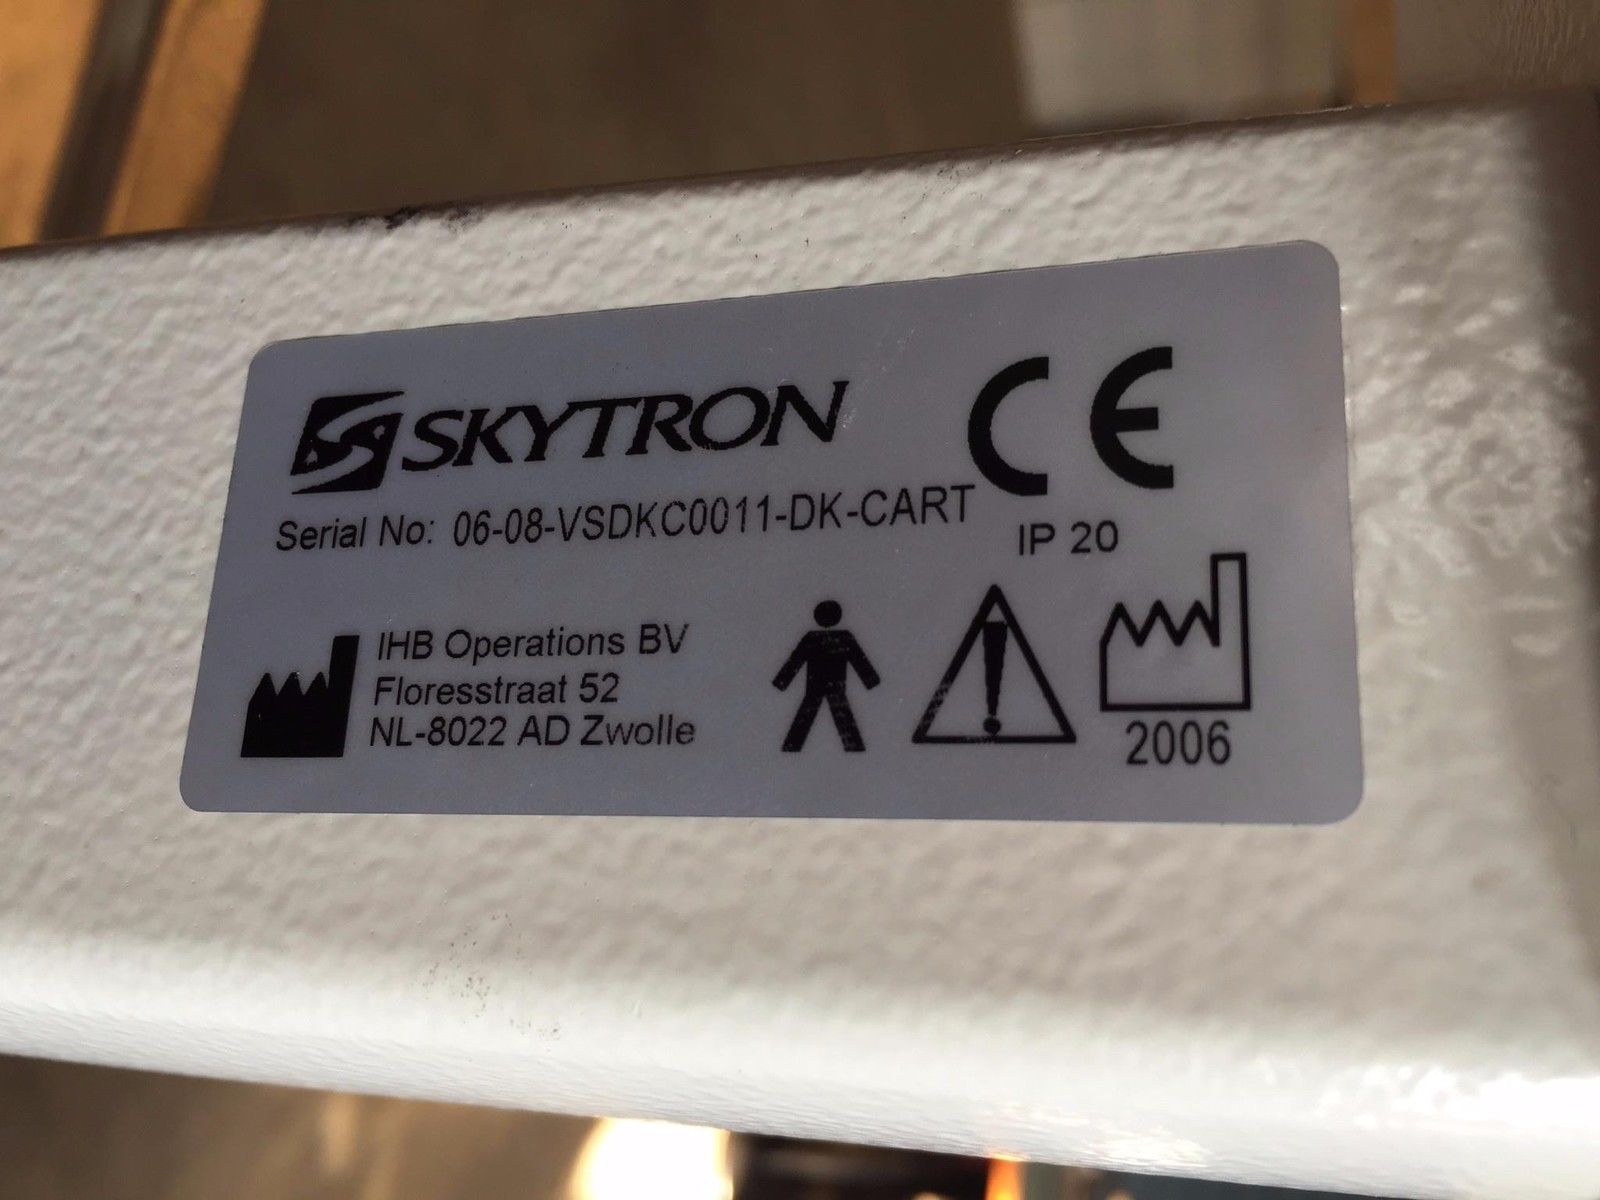 SKYTRON
CE
Serial No: 06-08-VSDKC0011-DK-CART
IP 20
IHB Operations BV
Floresstraat 52
NL-8022 AD Zwolle
2006